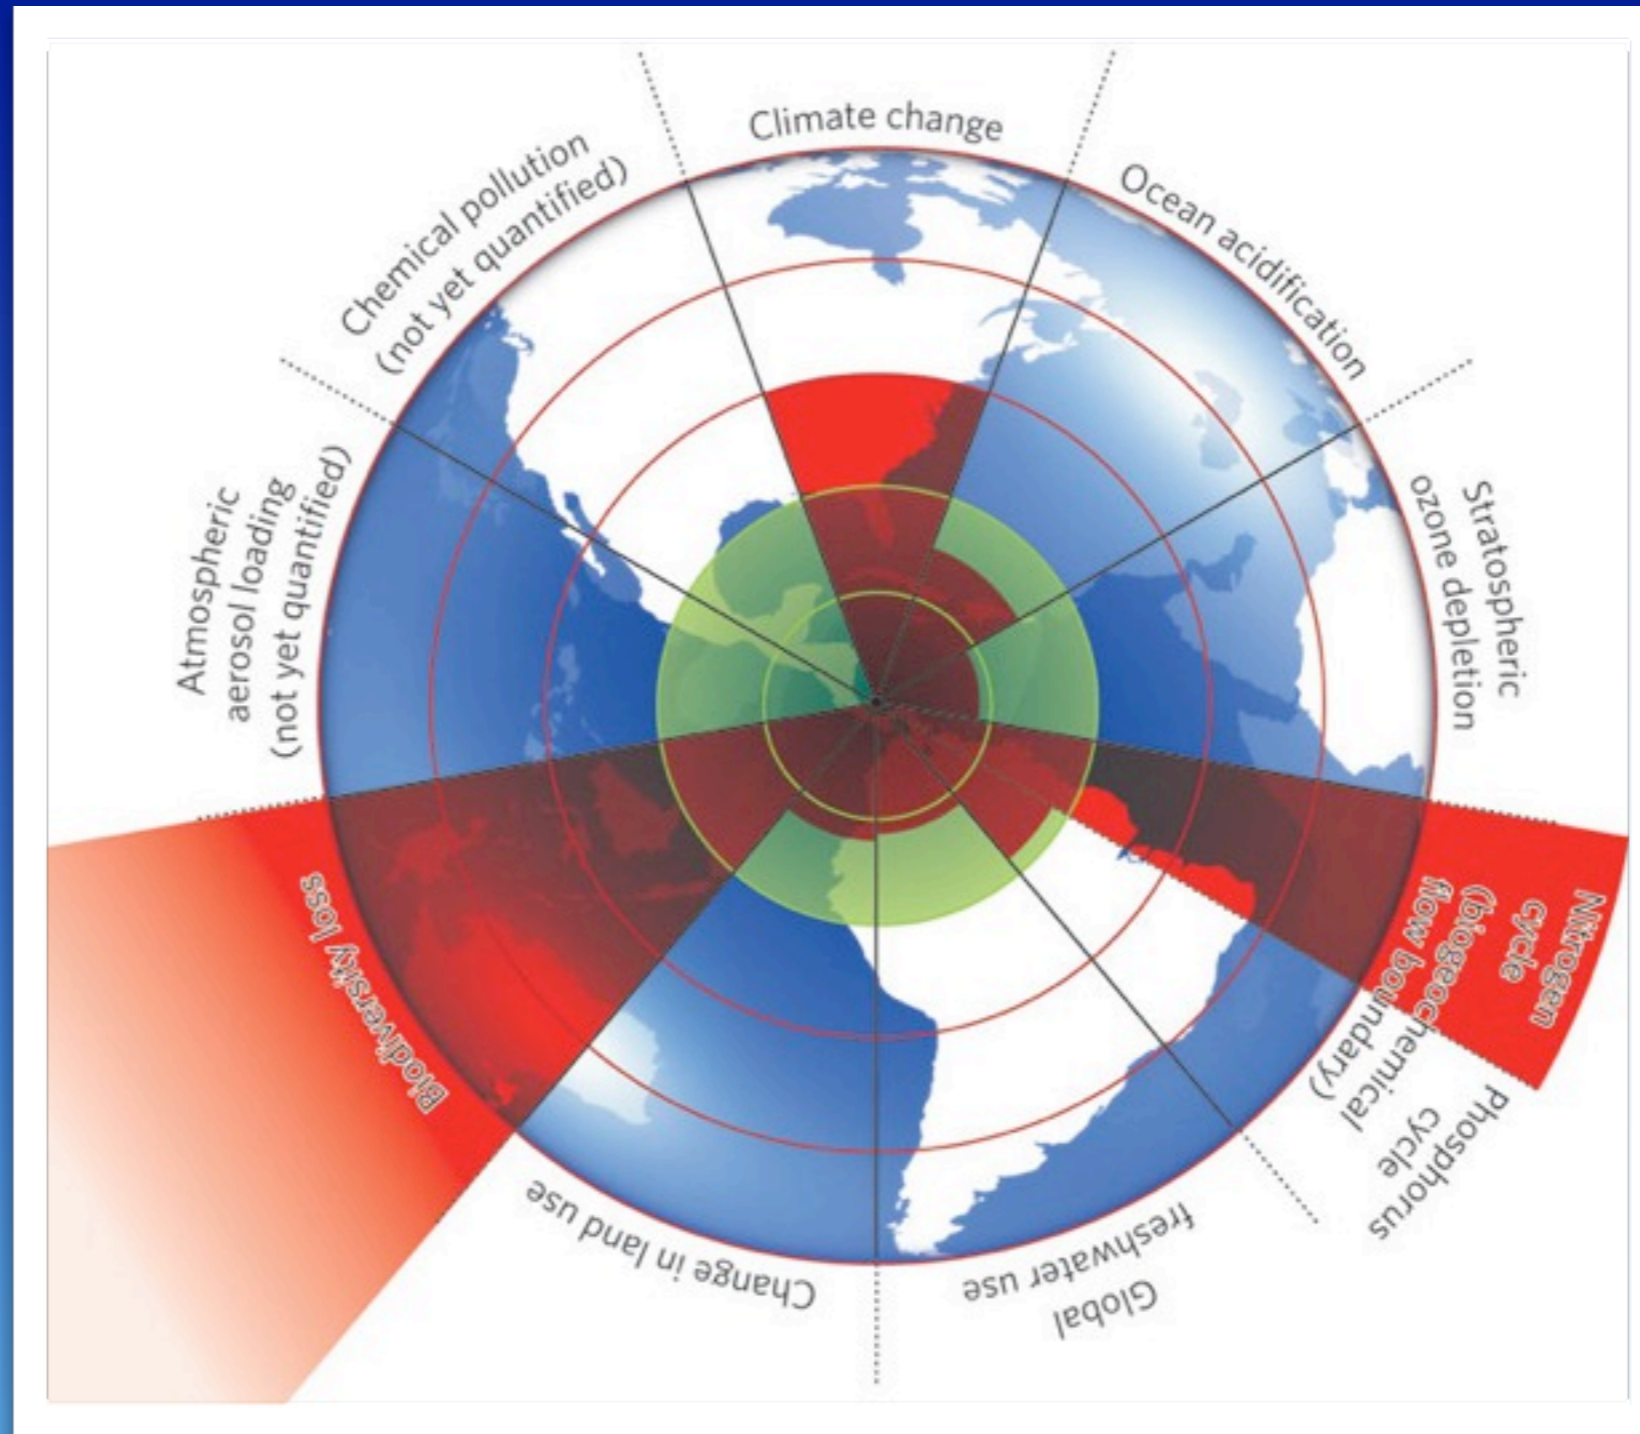 Climate change
Ocean acidification
Stratospheric
ozone depletion
Nitrogen
cycle
(biogeochemical
flow boundary)
Phosphorus
cycle
Global
freshwater use
Change in land use
Biodiversity loss
Atmospheric
aerosol loading
(not yet quantified)
Chemical pollution
(not yet quantified)